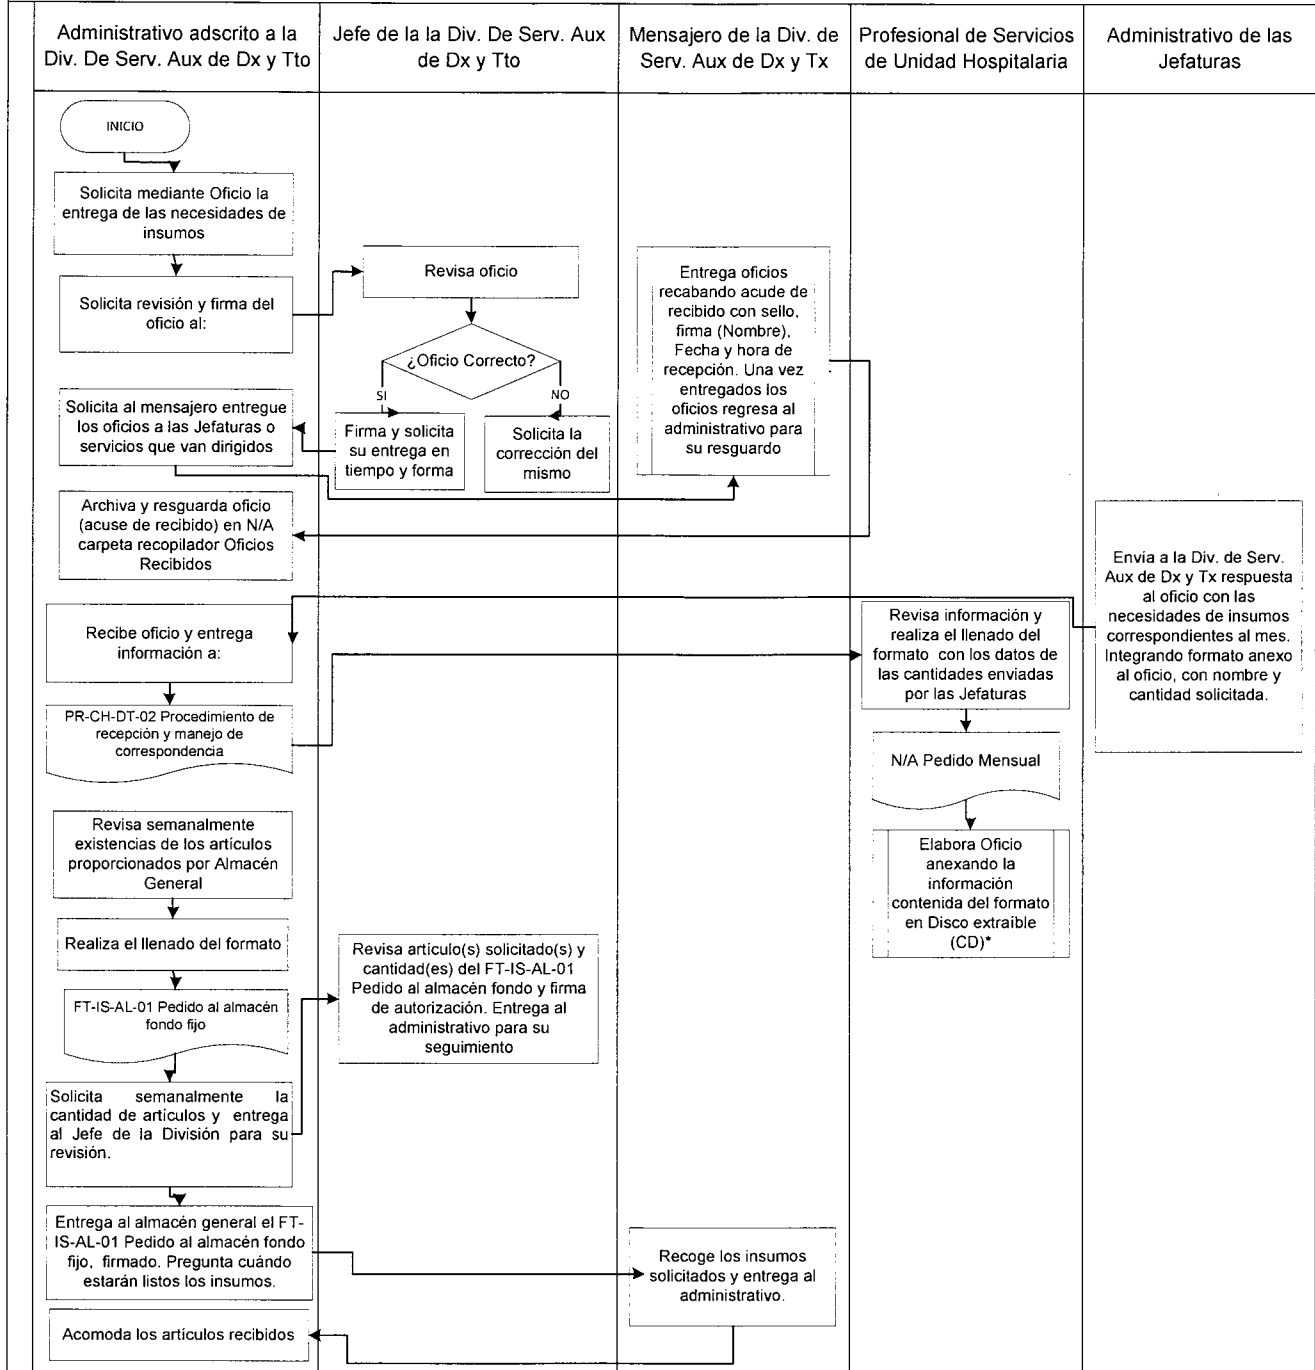 Administrativo adscrito a la
Div. De Serv. Aux de Dx y Tto
Jefe de la la Div. De Serv. Aux
de Dx y Tto
Mensajero de la Div. de
Serv. Aux de Dx y Tx
Profesional de Servicios
de Unidad Hospitalaria
Administrativo de las
Jefaturas
INICIO
Solicita mediante Oficio la
entrega de las necesidades de
insumos
Solicita revisión y firma del
oficio al:
Revisa oficio
¿Oficio Correcto?
SI
NO
Firma y solicita
su entrega en
tiempo y forma
Solicita la
corrección del
mismo
Entrega oficios
recabando acude de
recibido con sello,
firma (Nombre),
Fecha y hora de
recepción. Una vez
entregados los
oficios regresa al
administrativo para
su resguardo
Solicita al mensajero entregue
los oficios a las Jefaturas o
servicios que van dirigidos
Archiva y resguarda oficio
(acuse de recibido) en N/A
carpeta recopilador Oficios
Recibidos
Envía a la Div. de Serv.
Aux de Dx y Tx respuesta
al oficio con las
necesidades de insumos
correspondientes al mes.
Integrando formato anexo
al oficio, con nombre y
cantidad solicitada.
Recibe oficio y entrega
información a:
PR-CH-DT-02 Procedimiento de
recepción y manejo de
correspondencia
Revisa información y
realiza el llenado del
formato con los datos de
las cantidades enviadas
por las Jefaturas
N/A Pedido Mensual
Elabora Oficio
anexando la
información
contenida del formato
en Disco extraíble
(CD)*
Revisa semanalmente
existencias de los artículos
proporcionados por Almacén
General
Realiza el llenado del formato
FT-IS-AL-01 Pedido al almacén
fondo fijo
Solicita semanalmente la
cantidad de artículos y entrega
al Jefe de la División para su
revisión.
Revisa artículo(s) solicitado(s) y
cantidad(es) del FT-IS-AL-01
Pedido al almacén fondo y firma
de autorización. Entrega al
administrativo para su
seguimiento
Entrega al almacén general el FT-
IS-AL-01 Pedido al almacén fondo
fijo, firmado. Pregunta cuándo
estarán listos los insumos.
Recoge los insumos
solicitados y entrega al
administrativo.
Acomoda los artículos recibidos